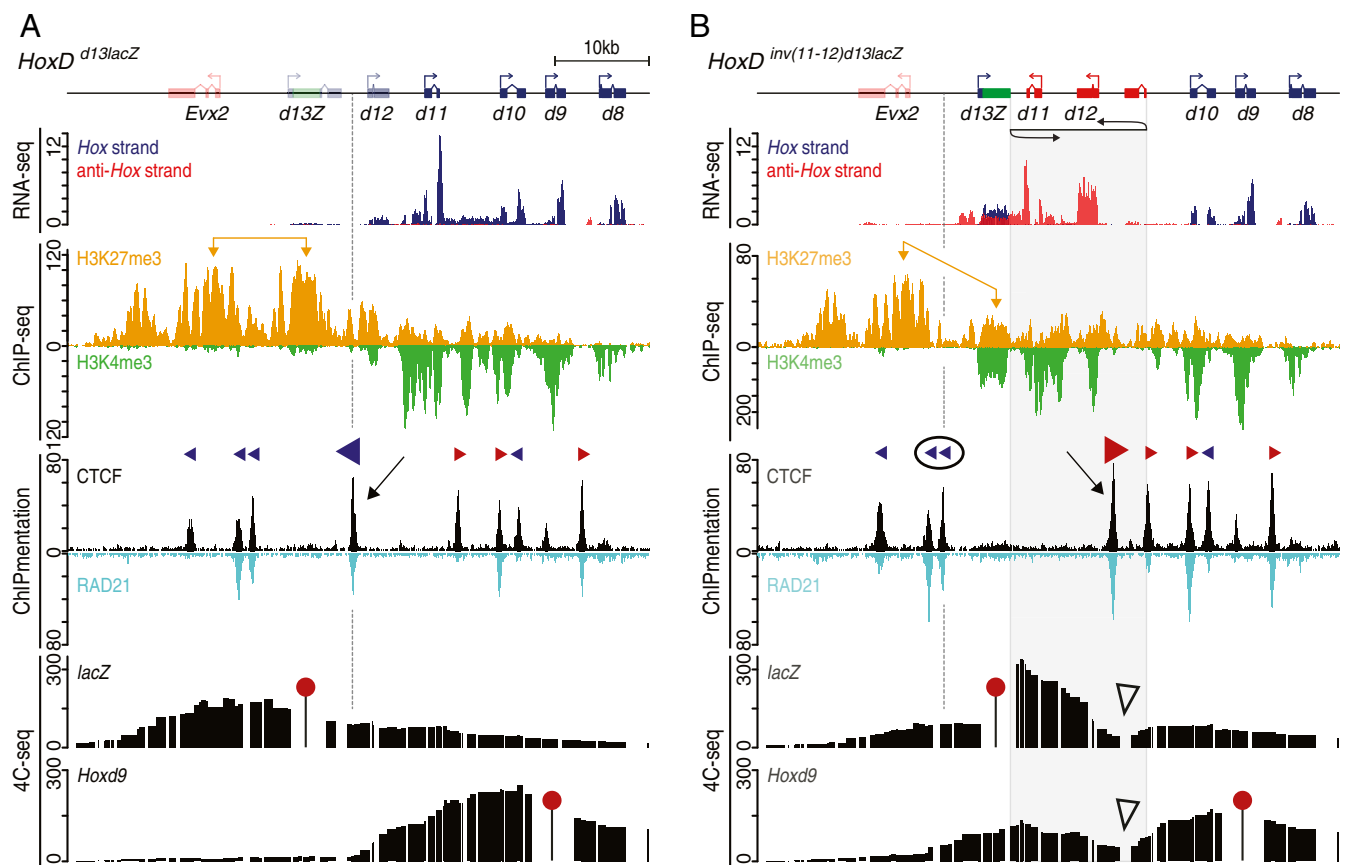 A
HoxD d13lacZ
10kb
Evx2 d13Z d12 d11 d10 d9 d8
RNA-seq
12
0
Hox strand
anti-Hox strand
ChIP-seq
120
0
120
H3K27me3
H3K4me3
ChIPmentation
80
0
80
CTCF
RAD21
4C-seq
300
0
lacZ
300
0
Hoxd9
B
HoxD inv(11-12)d13lacZ
Evx2 d13Z d11 d12 d10 d9 d8
RNA-seq
12
0
Hox strand
anti-Hox strand
ChIP-seq
80
0
200
H3K27me3
H3K4me3
ChIPmentation
80
0
80
CTCF
RAD21
4C-seq
300
0
lacZ
300
0
Hoxd9